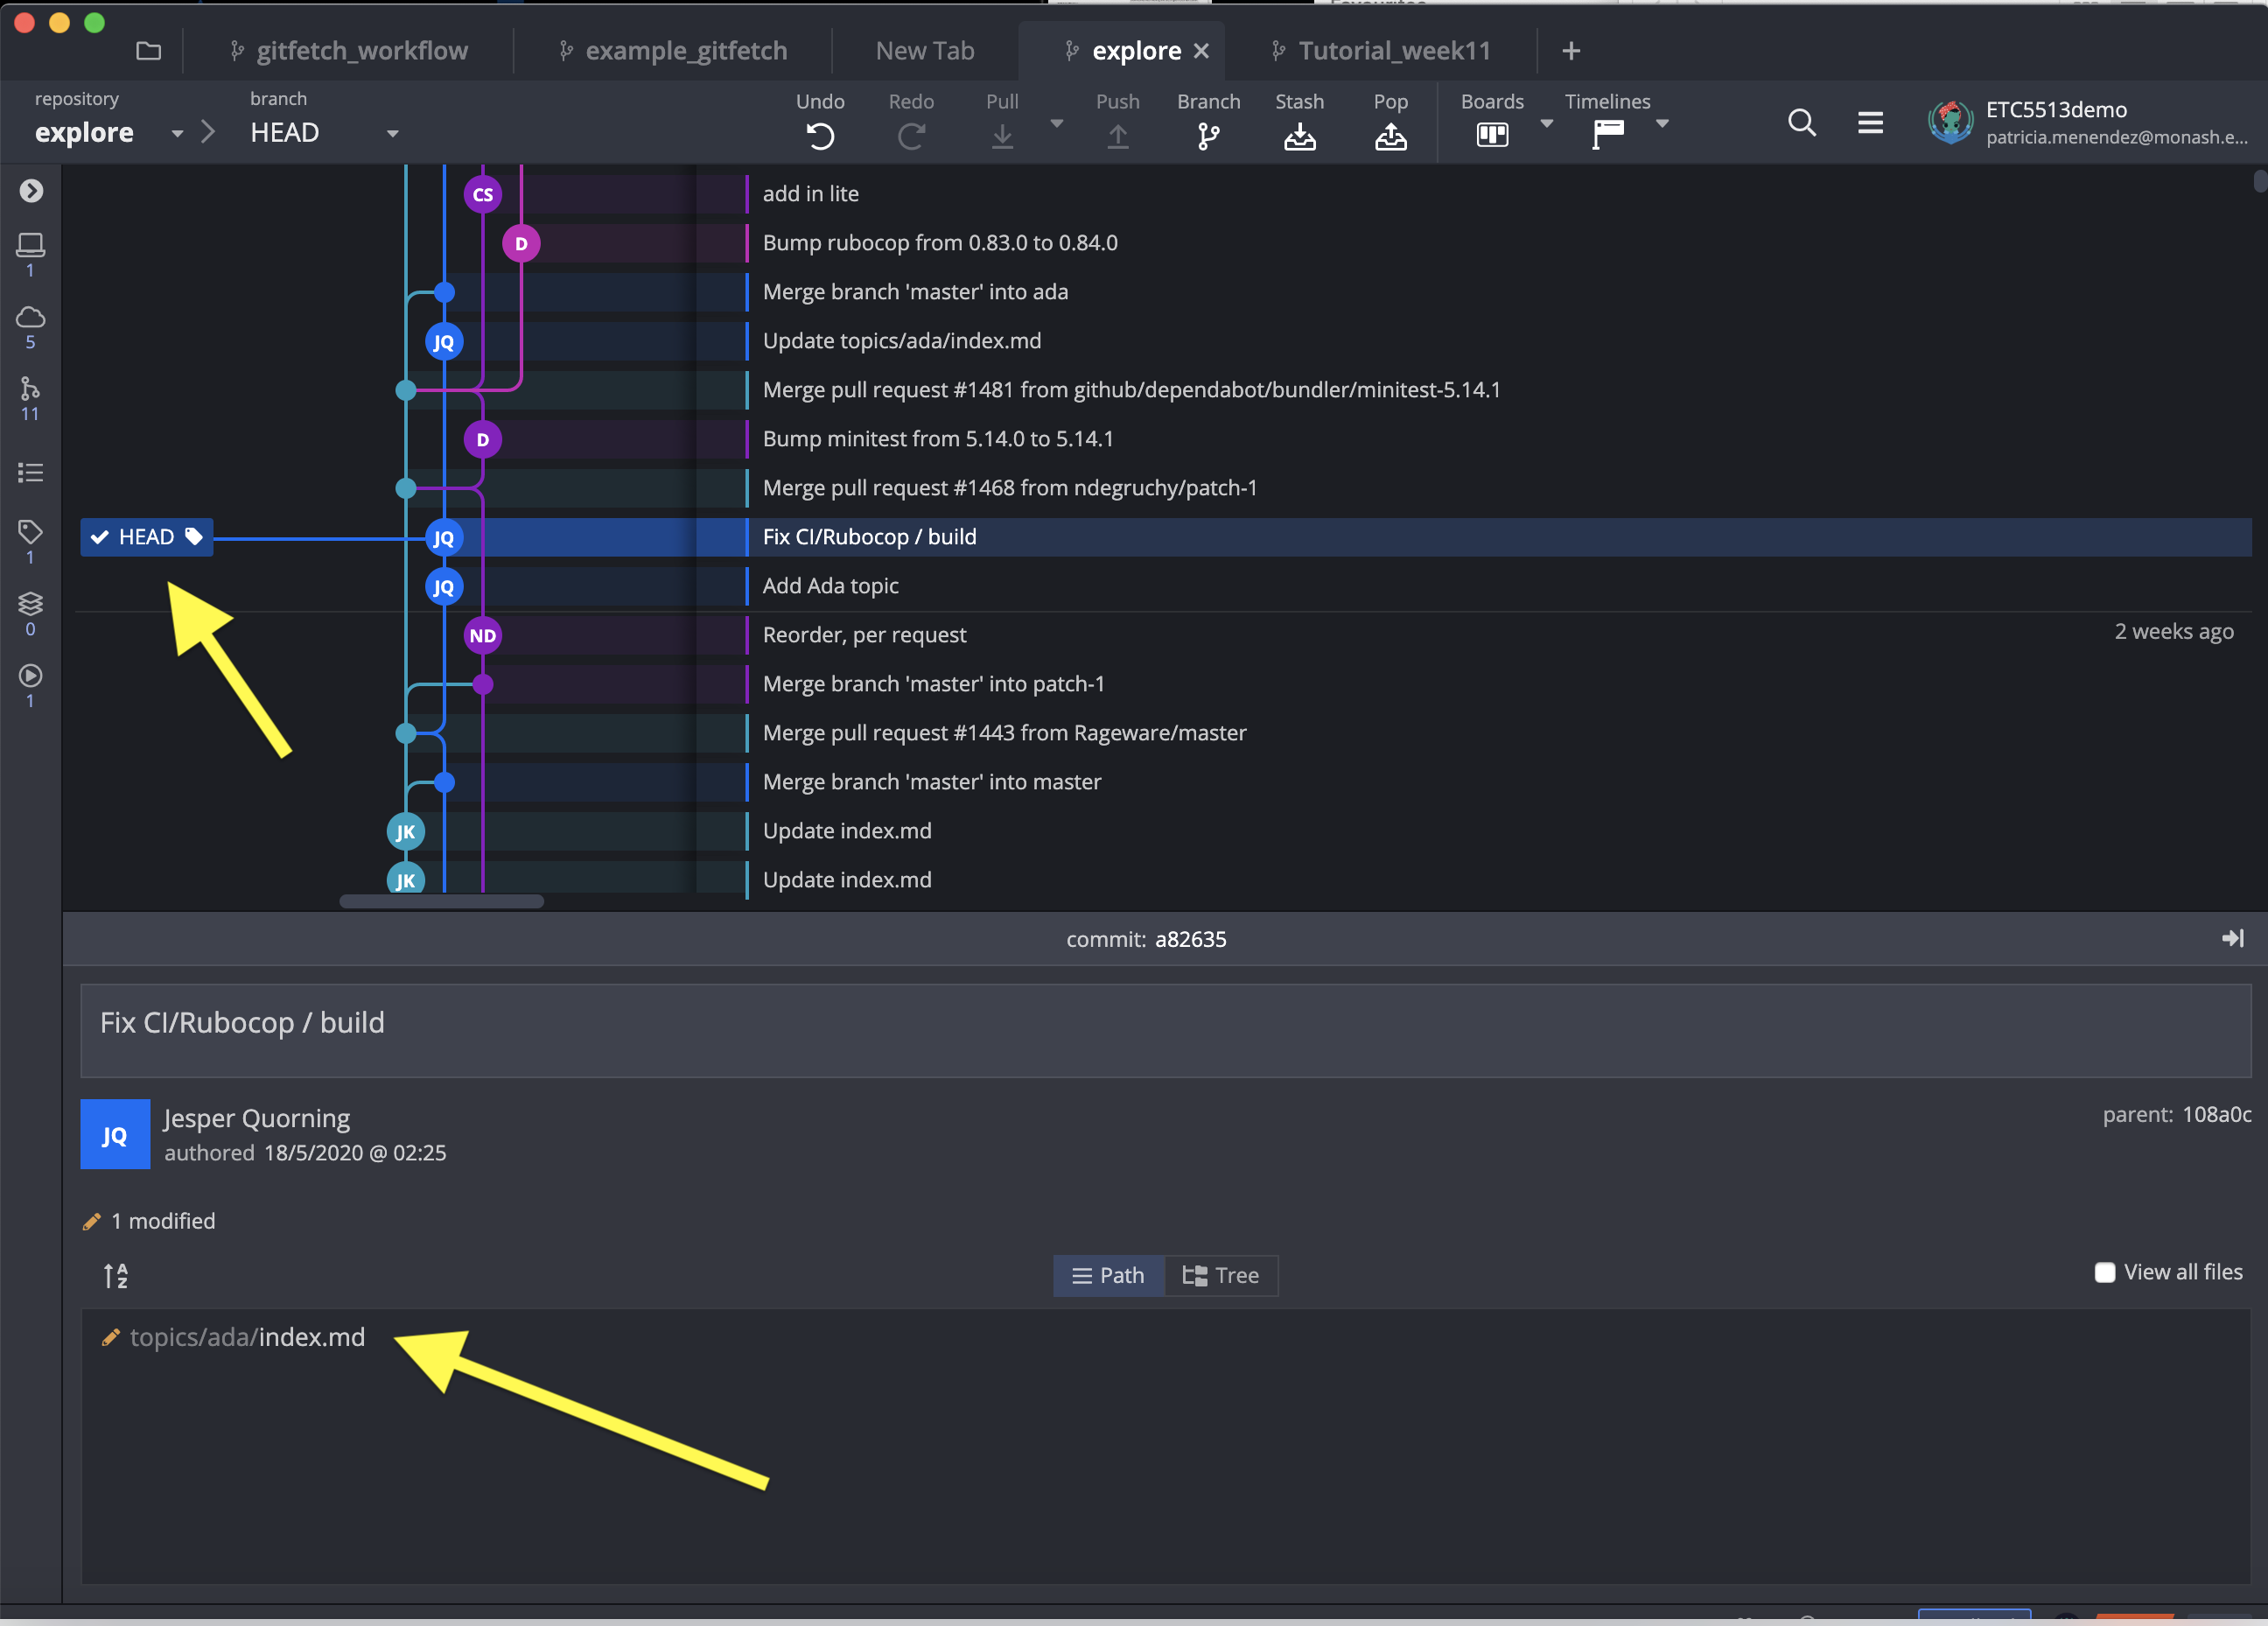 gitfetch_workflow
example_gitfetch
New Tab
explore
Tutorial_week11
repository
explore
branch
HEAD
Undo
Redo
Pull
Push
Branch
Stash
Pop
Boards
Timelines
ETC5513demo
patricia.menendez@monash.e...
1
5
11
1
0
1
CS
add in lite
D
Bump rubocop from 0.83.0 to 0.84.0
Merge branch 'master' into ada
JQ
Update topics/ada/index.md
Merge pull request #1481 from github/dependabot/bundler/minitest-5.14.1
D
Bump minitest from 5.14.0 to 5.14.1
Merge pull request #1468 from ndegruchy/patch-1
HEAD
JQ
Fix CI/Rubocop / build
JQ
Add Ada topic
ND
Reorder, per request
2 weeks ago
Merge branch 'master' into patch-1
Merge pull request #1443 from Rageware/master
Merge branch 'master' into master
JK
Update index.md
JK
Update index.md
commit: a82635
Fix CI/Rubocop / build
JQ
Jesper Quorning
authored 18/5/2020 @ 02:25
parent: 108a0c
1 modified
A
Z
Path
Tree
View all files
topics/ada/index.md